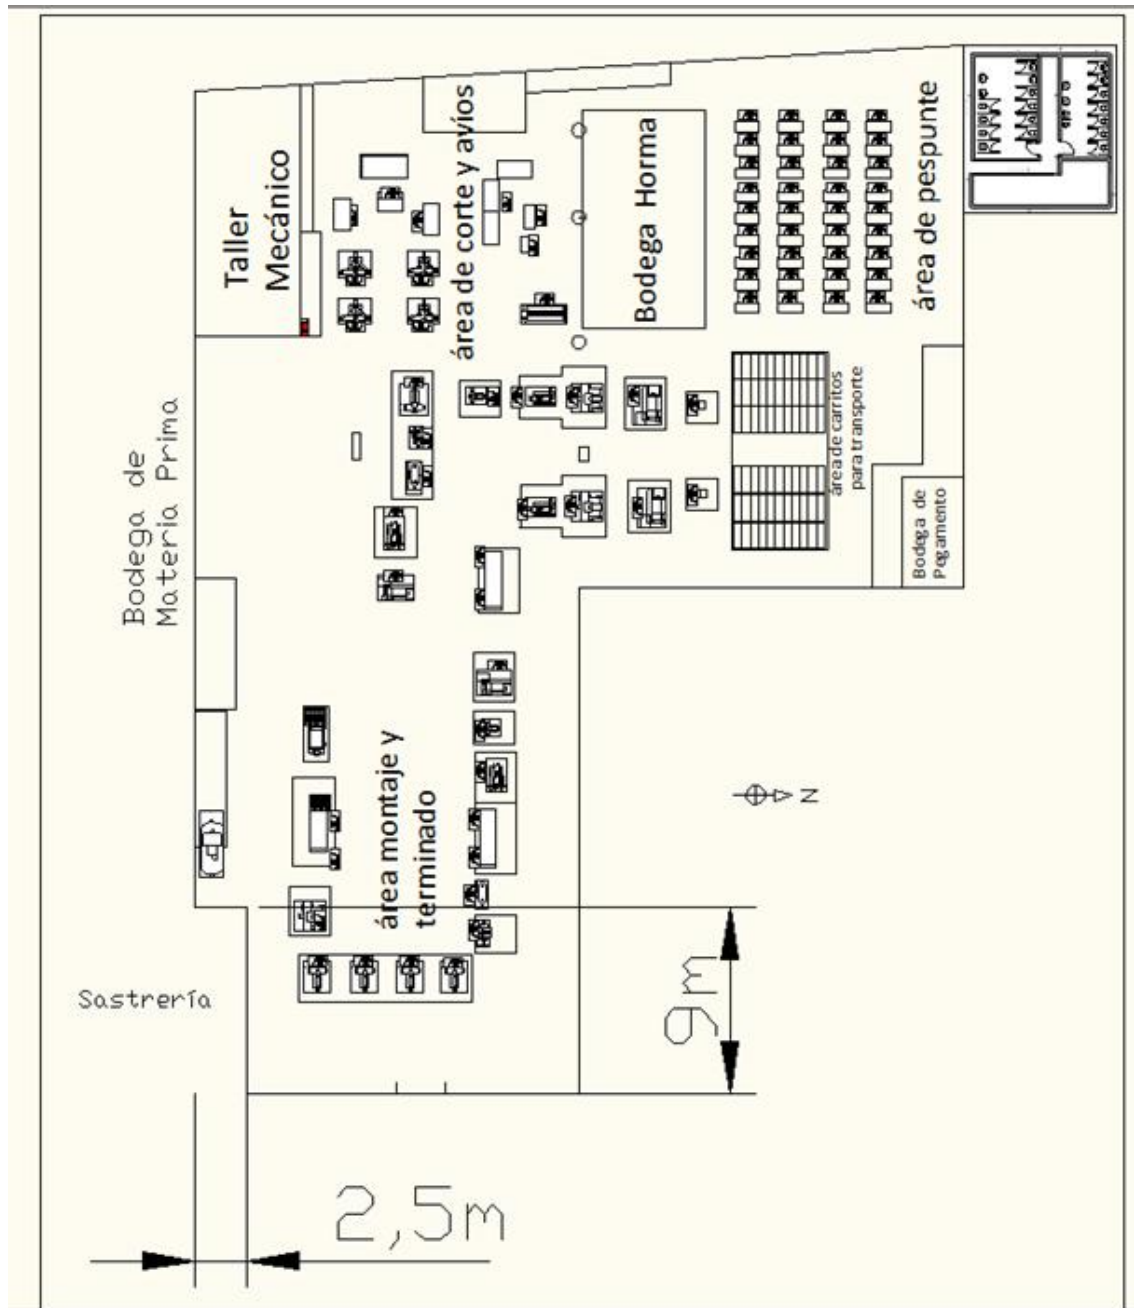 Taller
Mecánico
área de corte y avíos
Bodega Horma
área de pespunte
Bodega de
Materia Prima
área de carritos
para transporte
Bodega de
Pegamento
área montaje y
terminado
N
Sastrería
9m
2,5m